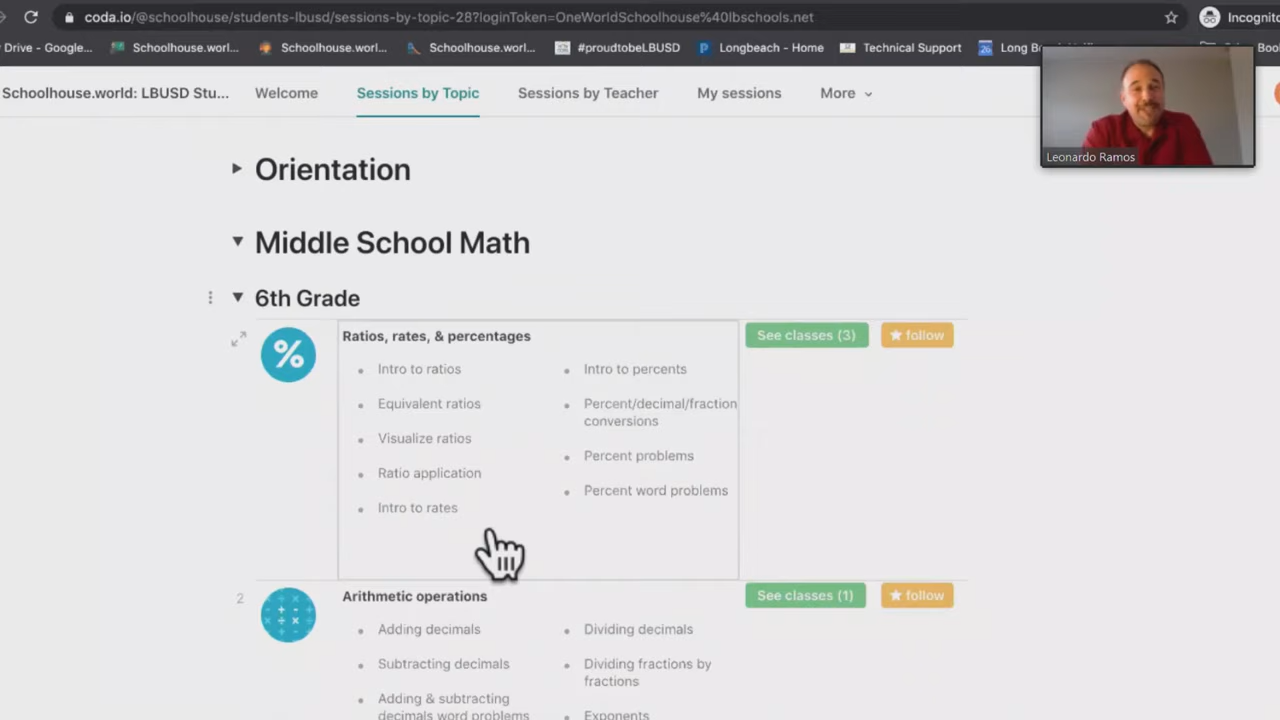 coda.io/@schoolhouse/students-lbusd/sessions-by-topic-28?loginToken=OneWorldSchoolhouse%40lbschools.net
Incognito
Drive - Google...
Schoolhouse.worl...
Schoolhouse.worl...
Schoolhouse.worl...
#proudtobeLBUSD
Longbeach - Home
Technical Support
26
Long B
Boo
Schoolhouse.world: LBUSD Stu...
Welcome
Sessions by Topic
Sessions by Teacher
My sessions
More
Leonardo Ramos
Orientation
Middle School Math
6th Grade
%
Ratios, rates, & percentages
See classes (3)
follow
Intro to ratios
Equivalent ratios
Visualize ratios
Ratio application
Intro to rates
Intro to percents
Percent/decimal/fraction
conversions
Percent problems
Percent word problems
2
Arithmetic operations
See classes (1)
follow
Adding decimals
Subtracting decimals
Adding & subtracting
decimals word problems
Dividing decimals
Dividing fractions by
fractions
Exponents